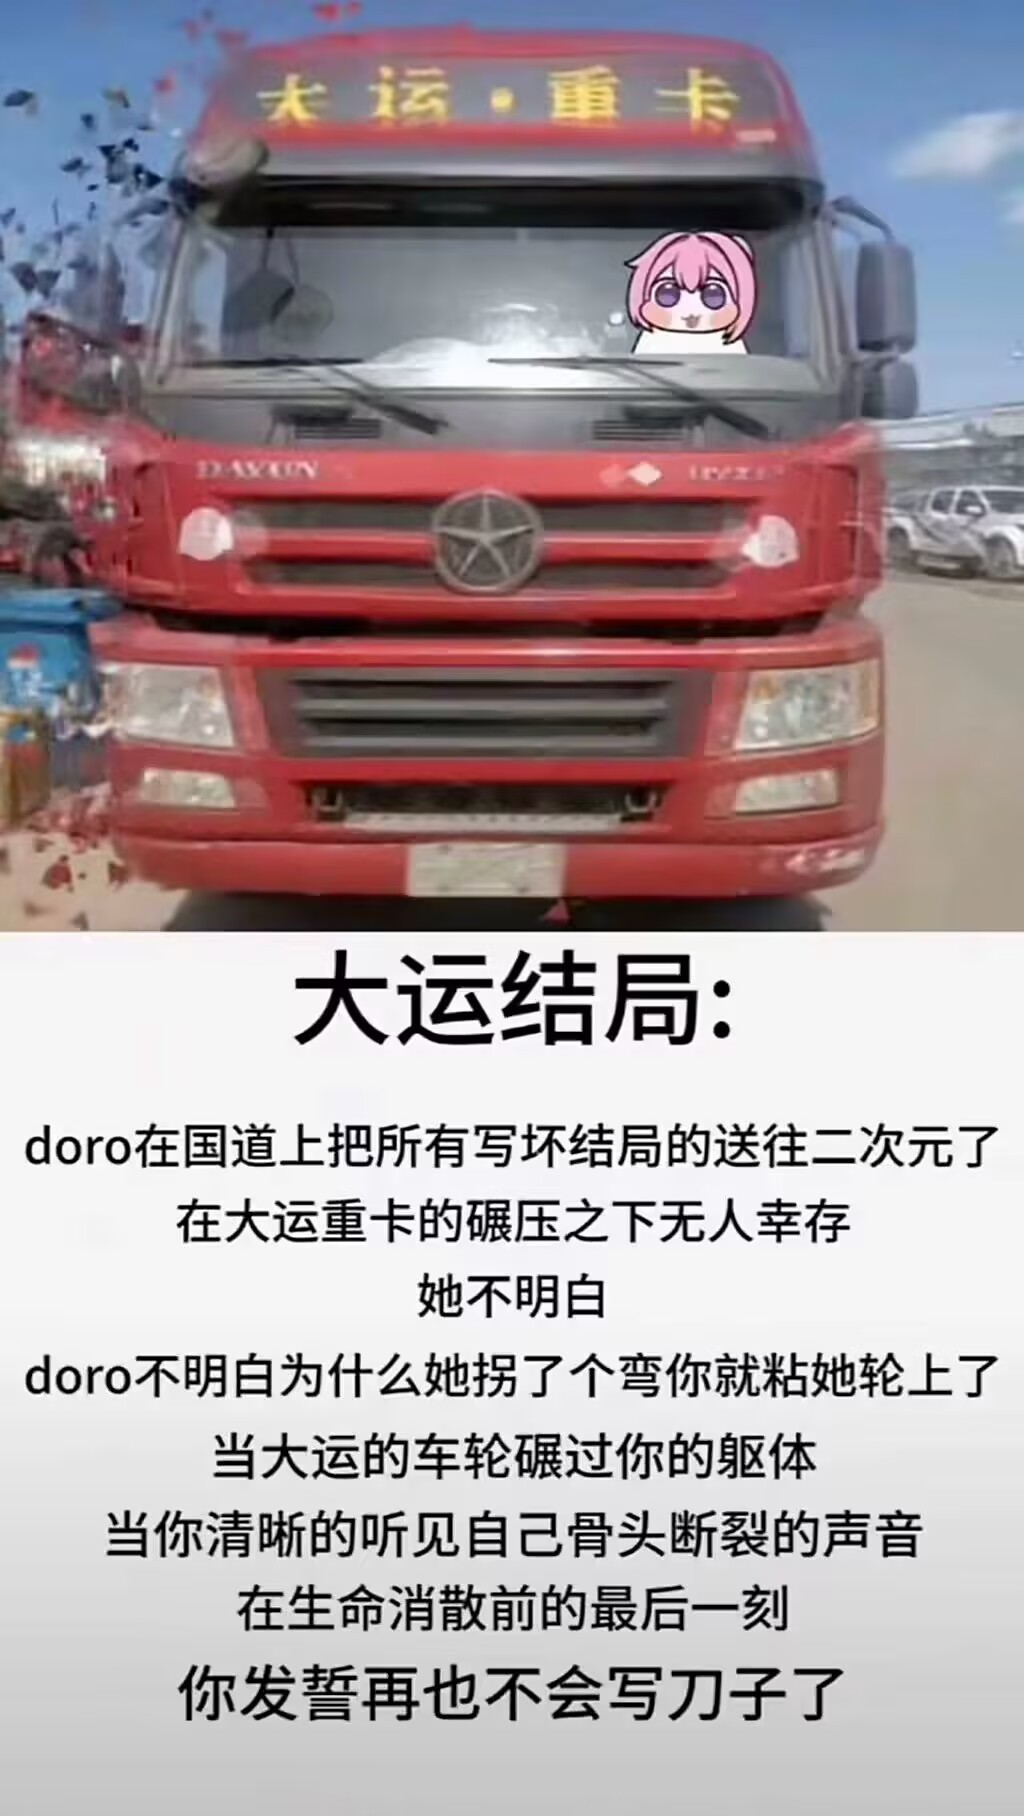 大运·重卡
DAYUN
大运结局:
doro在国道上把所有写坏结局的送往二次元了
在大运重卡的碾压之下无人幸存
她不明白
doro不明白为什么她拐了个弯你就粘她轮上了
当大运的车轮碾过你的躯体
当你清晰的听见自己骨头断裂的声音
在生命消散前的最后一刻
你发誓再也不会写刀子了